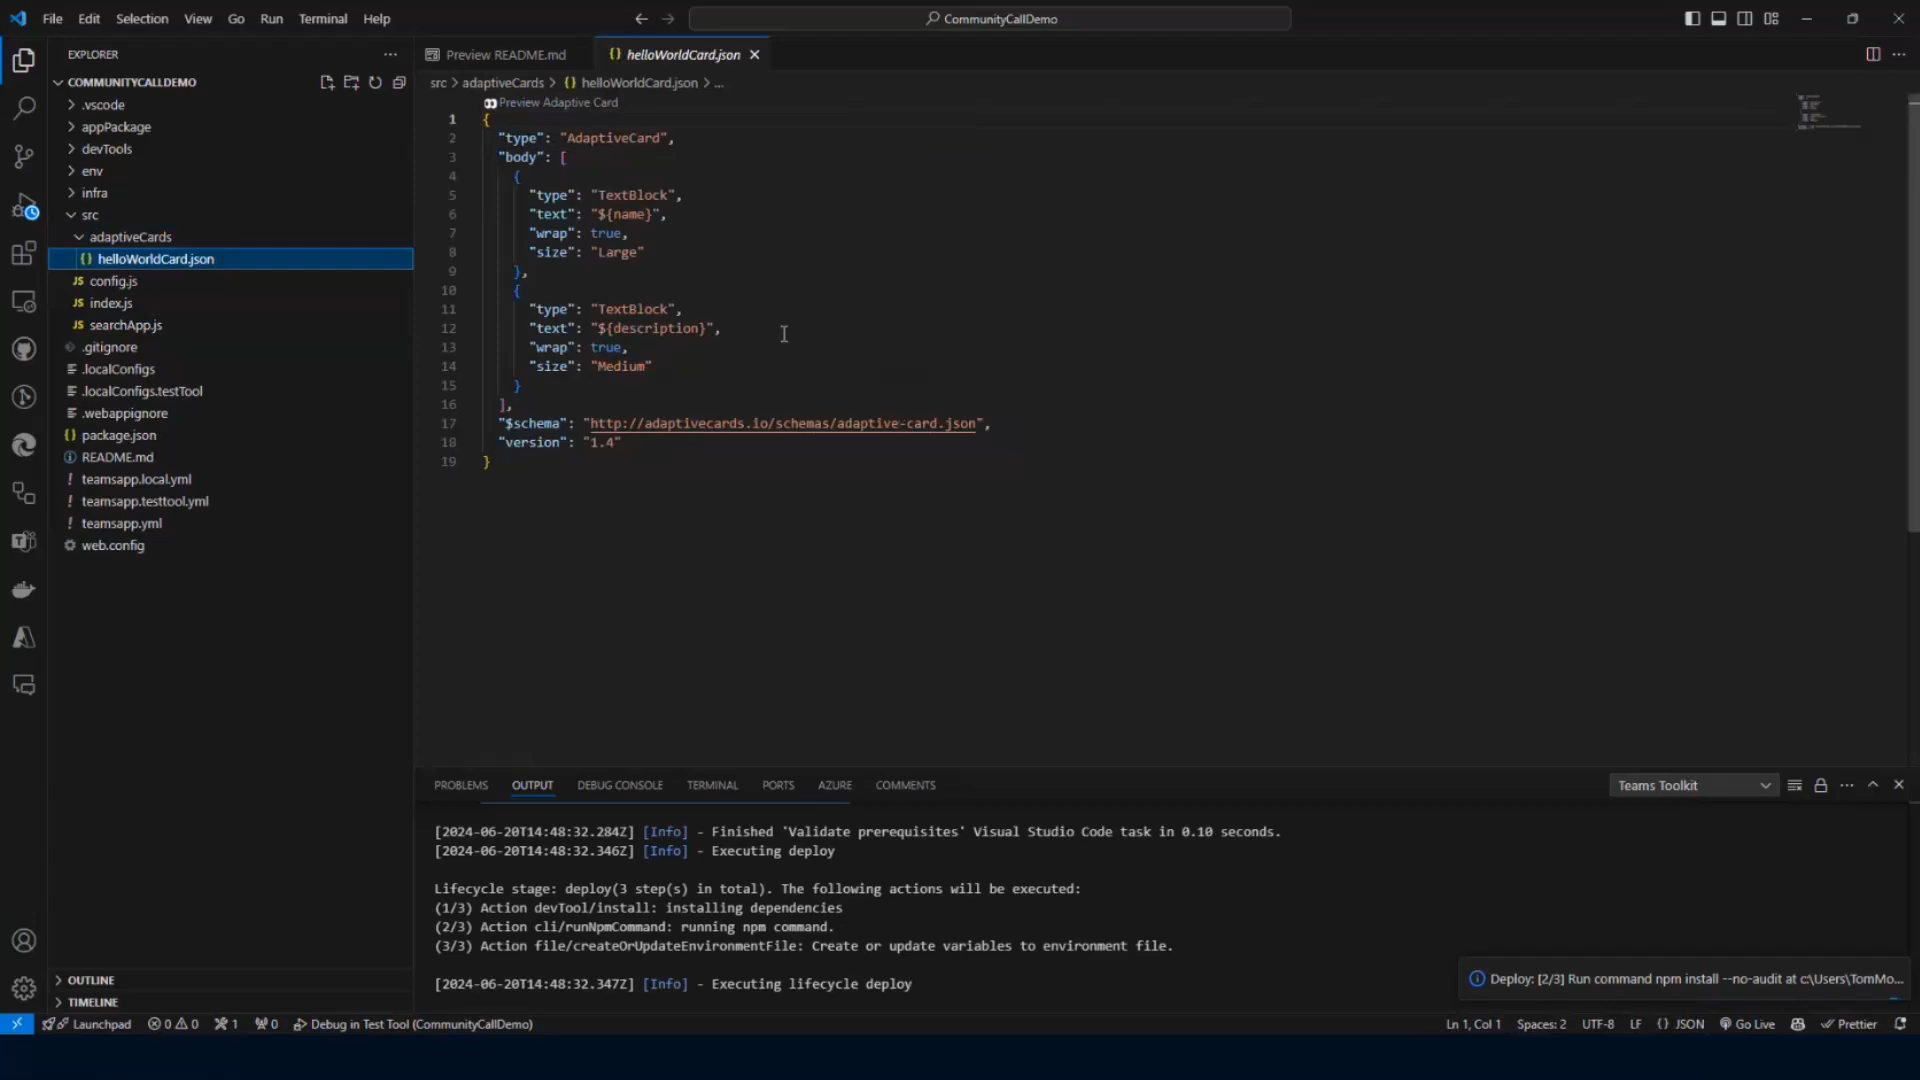 File Edit Selection View Go Run Terminal Help
CommunityCallDemo
EXPLORER
COMMUNITYCALLDEMO
.vscode
appPackage
devTools
env
infra
src
adaptiveCards
{} helloWorldCard.json
JS config.js
JS index.js
JS searchApp.js
.gitignore
.localConfigs
.localConfigs.testTool
.webappignore
{} package.json
README.md
! teamsapp.local.yml
! teamsapp.testtool.yml
! teamsapp.yml
web.config
OUTLINE
TIMELINE
Preview README.md
{} helloWorldCard.json
src > adaptiveCards > {} helloWorldCard.json > ...
Preview Adaptive Card
1 {
2 "type": "AdaptiveCard",
3 "body": [
4 {
5 "type": "TextBlock",
6 "text": "${name}",
7 "wrap": true,
8 "size": "Large"
9 },
10 {
11 "type": "TextBlock",
12 "text": "${description}",
13 "wrap": true,
14 "size": "Medium"
15 }
16 ],
17 "$schema": "http://adaptivecards.io/schemas/adaptive-card.json",
18 "version": "1.4"
19 }
PROBLEMS OUTPUT DEBUG CONSOLE TERMINAL PORTS AZURE COMMENTS
Teams Toolkit
[2024-06-20T14:48:32.284Z] [Info] - Finished 'Validate prerequisites' Visual Studio Code task in 0.10 seconds.
[2024-06-20T14:48:32.346Z] [Info] - Executing deploy
Lifecycle stage: deploy(3 step(s) in total). The following actions will be executed:
(1/3) Action devTool/install: installing dependencies
(2/3) Action cli/runNpmCommand: running npm command.
(3/3) Action file/createOrUpdateEnvironmentFile: Create or update variables to environment file.
[2024-06-20T14:48:32.347Z] [Info] - Executing lifecycle deploy
Deploy: [2/3] Run command npm install --no-audit at c:\Users\TomMo...
Launchpad 0 0 1 0 Debug in Test Tool (CommunityCallDemo)
Ln 1, Col 1 Spaces: 2 UTF-8 LF {} JSON Go Live Prettier